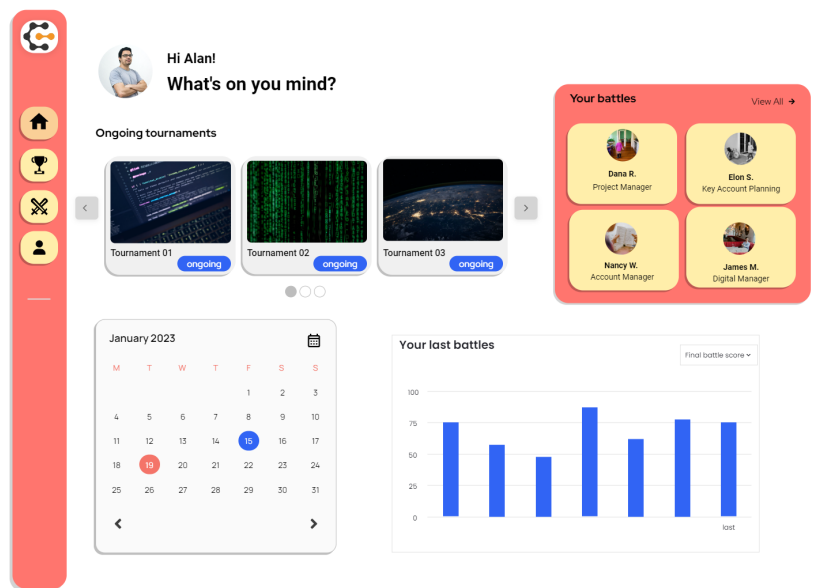 Hi Alan!
What's on you mind?
Ongoing tournaments
Tournament 01
ongoing
Tournament 02
ongoing
Tournament 03
ongoing
Your battles
View All
Dana R.
Project Manager
Elon S.
Key Account Planning
Nancy W.
Account Manager
James M.
Digital Manager
January 2023
M T W T F S S
1 2 3
4 5 6 7 8 9 10
11 12 13 14 15 16 17
18 19 20 21 22 23 24
25 26 27 28 29 30 31
Your last battles
Final battle score
100
75
50
25
0
last